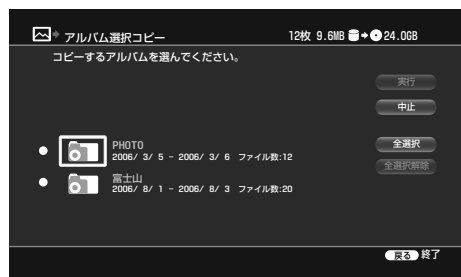 アルバム選択コピー 12枚 9.6MB 24.0GB
コピーするアルバムを選んでください。
実行
中止
PHOTO
2006/ 3/ 5 - 2006/ 3/ 6 ファイル数:12
全選択
全選択解除
富士山
2006/ 8/ 1 - 2006/ 8/ 3 ファイル数:20
戻る 終了